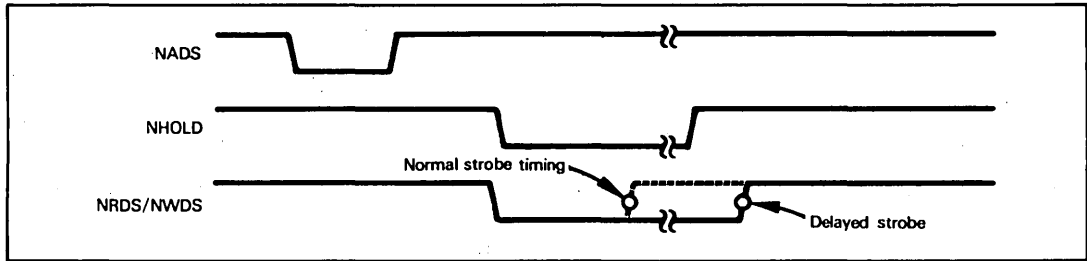 NADS
NHOLD
Normal strobe timing
NRDS/NWDS
Delayed strobe